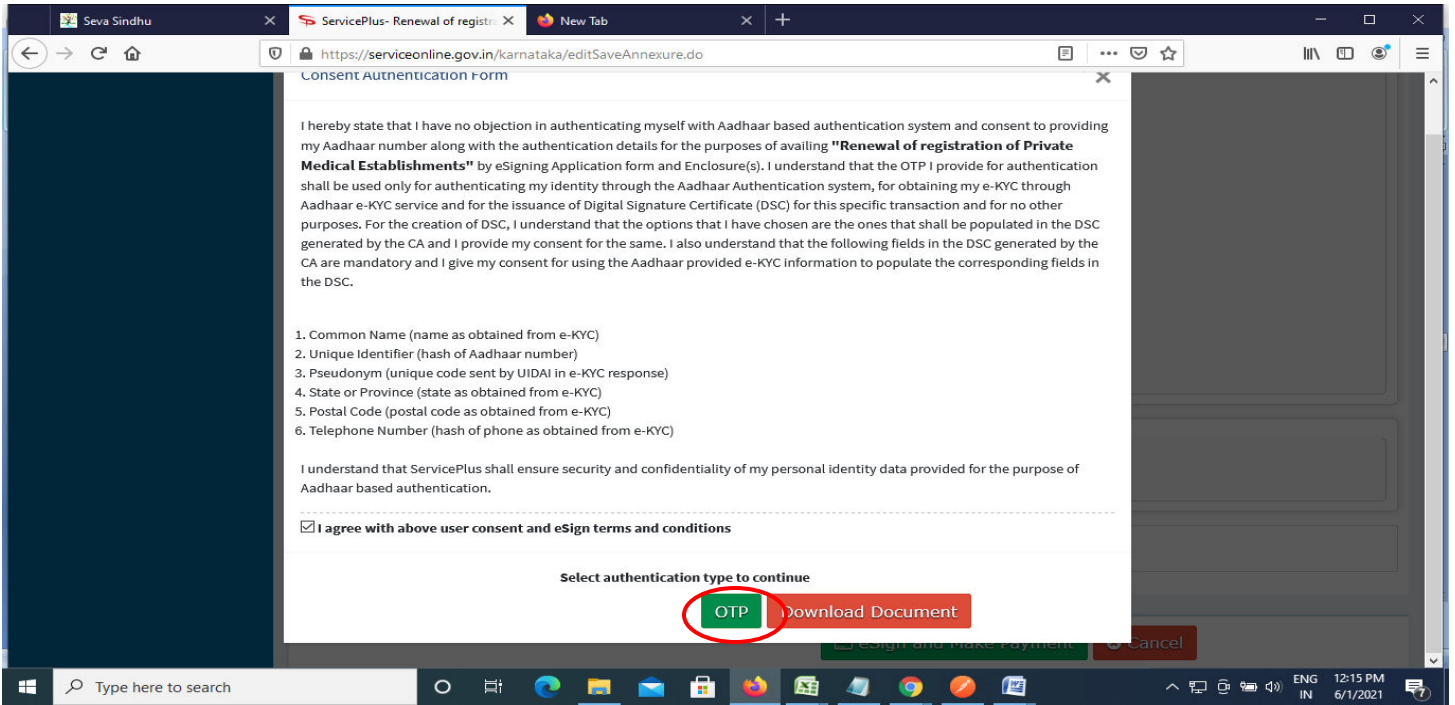 Seva Sindhu
ServicePlus- Renewal of registra
New Tab
https://serviceonline.gov.in/karnataka/editSaveAnnexure.do
Consent Authentication Form
I hereby state that I have no objection in authenticating myself with Aadhaar based authentication system and consent to providing
my Aadhaar number along with the authentication details for the purposes of availing "Renewal of registration of Private
Medical Establishments" by eSigning Application form and Enclosure(s). I understand that the OTP I provide for authentication
shall be used only for authenticating my identity through the Aadhaar Authentication system, for obtaining my e-KYC through
Aadhaar e-KYC service and for the issuance of Digital Signature Certificate (DSC) for this specific transaction and for no other
purposes. For the creation of DSC, I understand that the options that I have chosen are the ones that shall be populated in the DSC
generated by the CA and I provide my consent for the same. I also understand that the following fields in the DSC generated by the
CA are mandatory and I give my consent for using the Aadhaar provided e-KYC information to populate the corresponding fields in
the DSC.
1. Common Name (name as obtained from e-KYC)
2. Unique Identifier (hash of Aadhaar number)
3. Pseudonym (unique code sent by UIDAI in e-KYC response)
4. State or Province (state as obtained from e-KYC)
5. Postal Code (postal code as obtained from e-KYC)
6. Telephone Number (hash of phone as obtained from e-KYC)
I understand that ServicePlus shall ensure security and confidentiality of my personal identity data provided for the purpose of
Aadhaar based authentication.
I agree with above user consent and eSign terms and conditions
Select authentication type to continue
OTP Download Document
eSign and Make Payment Cancel
Type here to search
ENG 12:15 PM
IN 6/1/2021